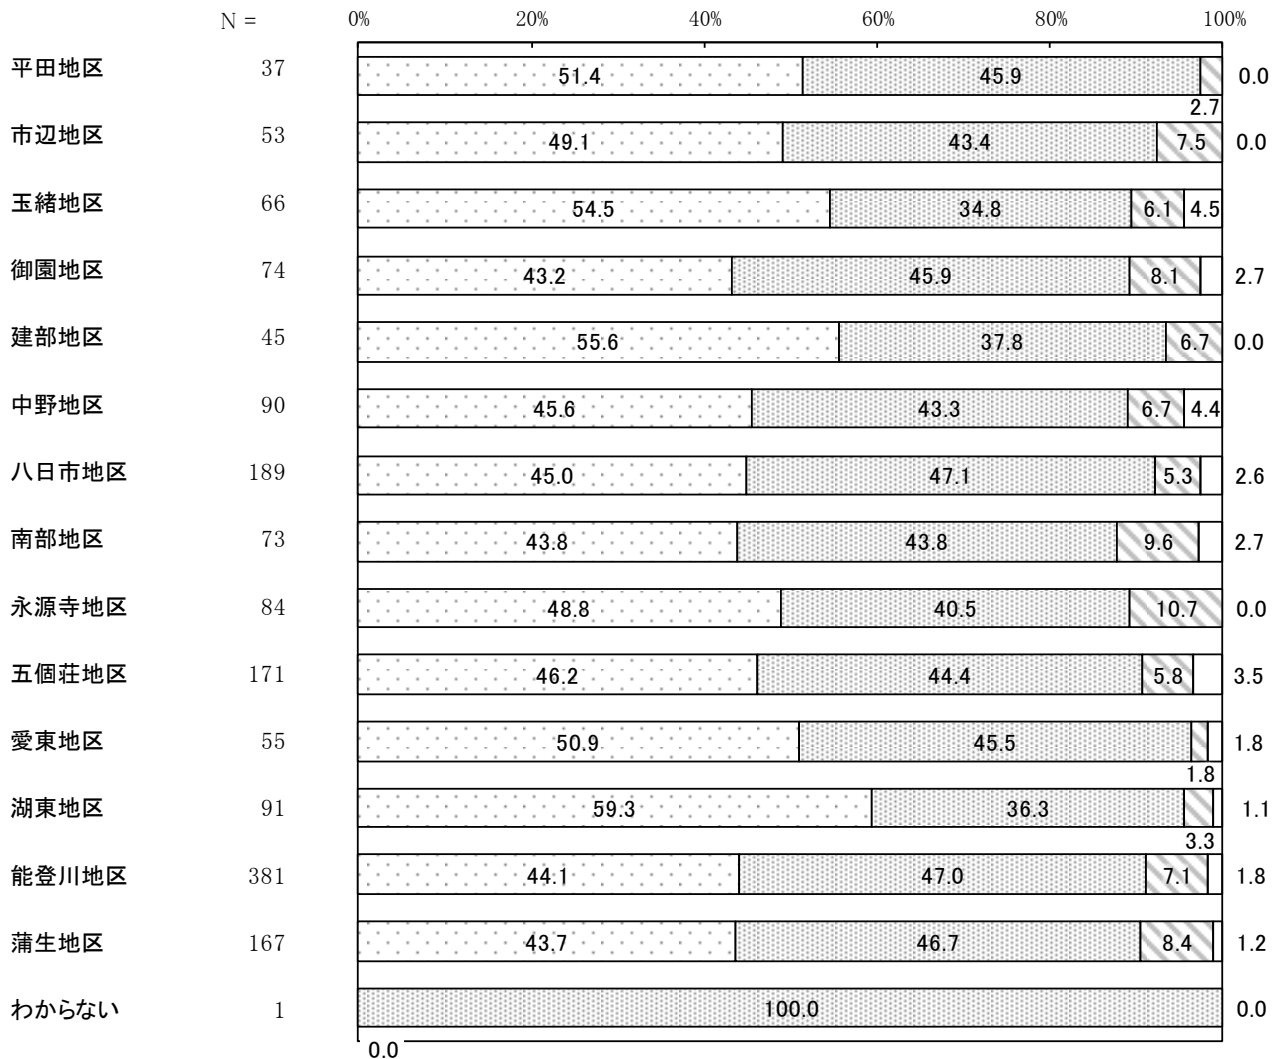 N = 0% 20% 40% 60% 80% 100%
平田地区 37 51.4 45.9 0.0
2.7
市辺地区 53 49.1 43.4 7.5 0.0
玉緒地区 66 54.5 34.8 6.1 4.5
御園地区 74 43.2 45.9 8.1 2.7
建部地区 45 55.6 37.8 6.7 0.0
中野地区 90 45.6 43.3 6.7 4.4
八日市地区 189 45.0 47.1 5.3 2.6
南部地区 73 43.8 43.8 9.6 2.7
永源寺地区 84 48.8 40.5 10.7 0.0
五個荘地区 171 46.2 44.4 5.8 3.5
愛東地区 55 50.9 45.5 1.8
1.8
湖東地区 91 59.3 36.3 1.1
3.3
能登川地区 381 44.1 47.0 7.1 1.8
蒲生地区 167 43.7 46.7 8.4 1.2
わからない 1 100.0 0.0
0.0